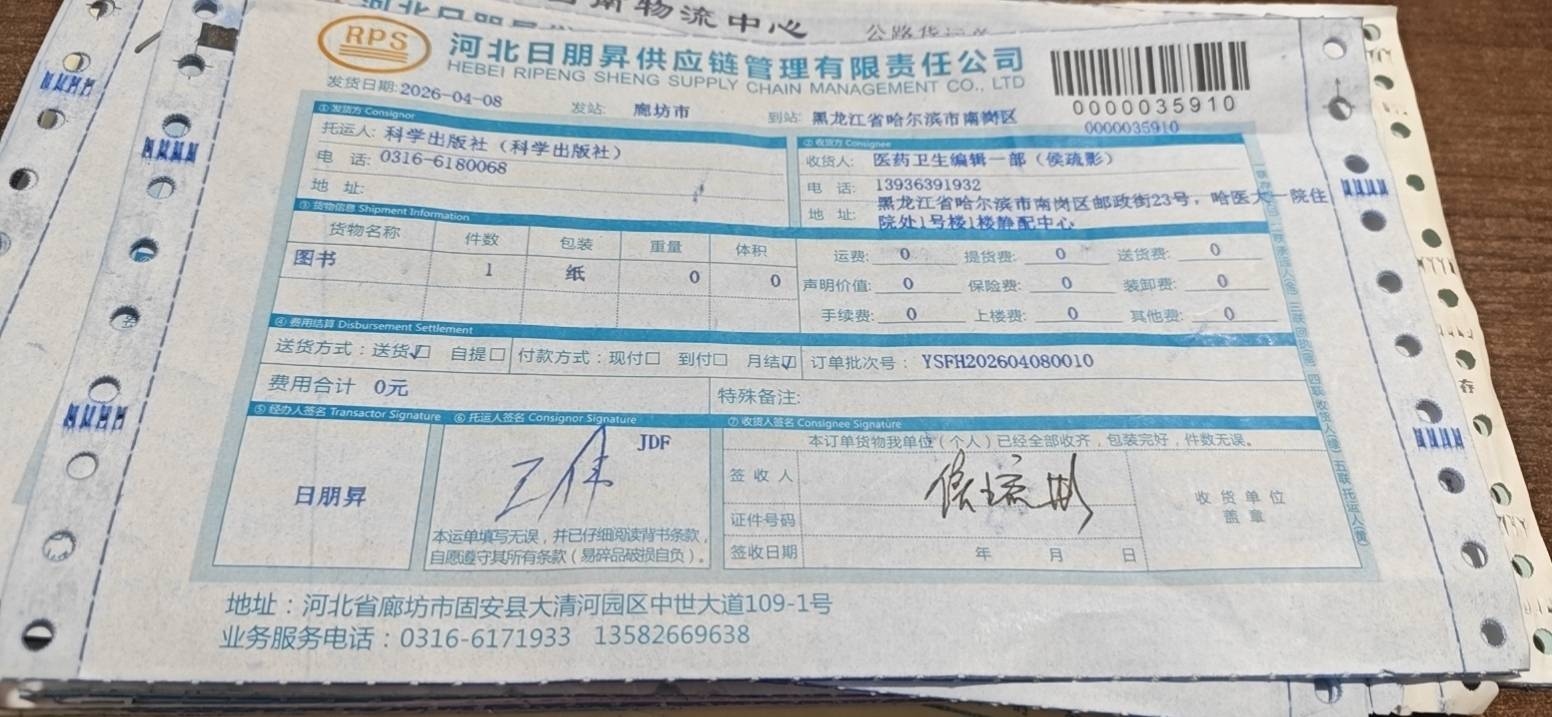 南物流中心
RPS
河北日朋昇供应链管理有限责任公司
HEBEI RIPENG SHENG SUPPLY CHAIN MANAGEMENT CO., LTD
0000035910
发货日期: 2026-04-08 发站: 廊坊市 到站: 黑龙江省哈尔滨市南岗区 0000035910
① 发货方 Consignor
托运人: 科学出版社（科学出版社）
电 话: 0316-6180068
地 址:
② 收货方 Consignee
收货人: 医药卫生编辑一部（侯疏影）
电 话: 13936391932
地 址: 黑龙江省哈尔滨市南岗区邮政街23号，哈医大一院住
院处1号楼1楼静配中心
③ 货物信息 Shipment Information
货物名称 件数 包装 重量 体积
图书 1 纸 0 0
运费: 0 提货费: 0 送货费: 0
声明价值: 0 保险费: 0 装卸费: 0
手续费: 0 上楼费: 0 其他费: 0
④ 费用结算 Disbursement Settlement
送货方式：送货☑ 自提□ 付款方式：现付□ 到付□ 月结☑ 订单批次号： YSFH202604080010
费用合计 0元 特殊备注:
⑤ 经办人签名 Transactor Signature
日朋昇
⑥ 托运人签名 Consignor Signature
JDF
王伟
本运单填写无误，并已仔细阅读背书条款，
自愿遵守其所有条款（易碎品破损自负）。
⑦ 收货人签名 Consignee Signature
本订单货物我单位（个人）已经全部收齐，包装完好，件数无误。
签 收 人
证件号码
签收日期 年 月 日
收 货 单 位
盖 章
地址：河北省廊坊市固安县大清河园区中世大道109-1号
业务服务电话：0316-6171933 13582669638